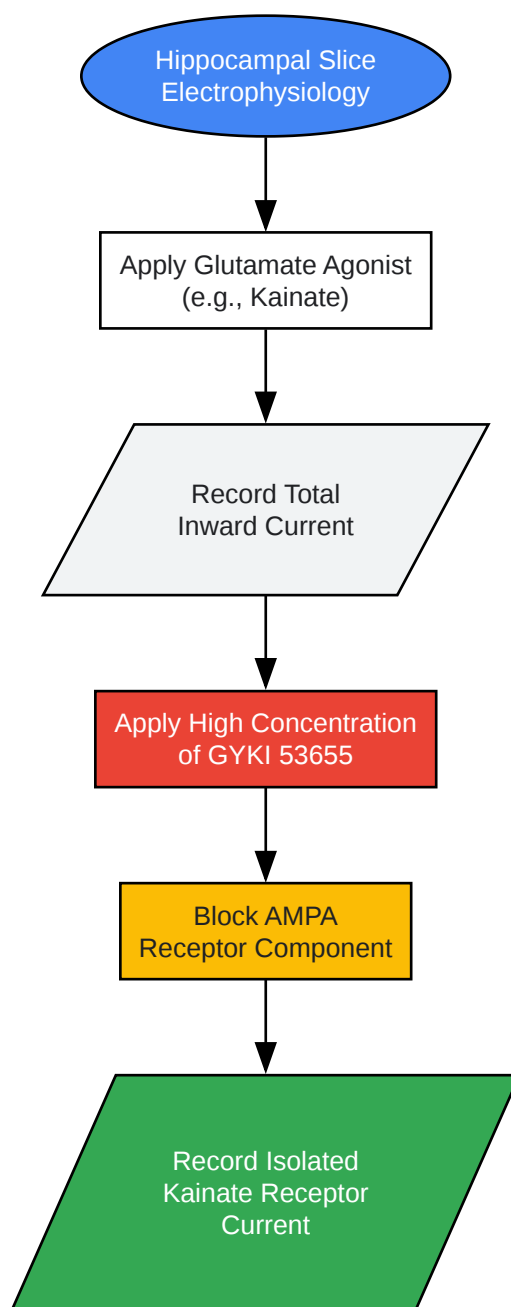 Hippocampal Slice
Electrophysiology
Apply Glutamate Agonist
(e.g., Kainate)
Record Total
Inward Current
Apply High Concentration
of GYKI 53655
Block AMPA
Receptor Component
Record Isolated
Kainate Receptor
Current